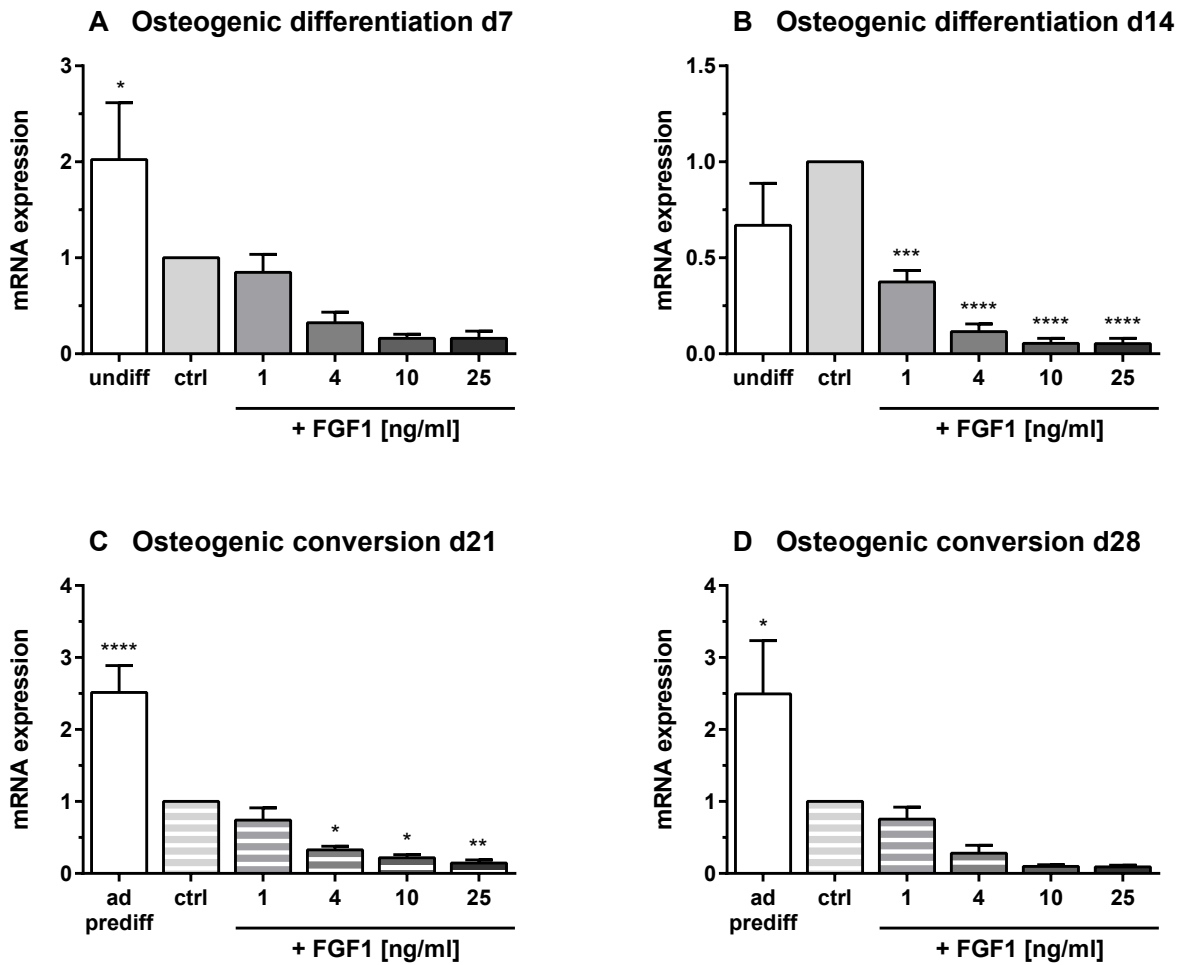 A Osteogenic differentiation d7
mRNA expression
3
2
1
0
*
undiff ctrl 1 4 10 25
+ FGF1 [ng/ml]
B Osteogenic differentiation d14
mRNA expression
1.5
1.0
0.5
0.0
***
**** **** ****
undiff ctrl 1 4 10 25
+ FGF1 [ng/ml]
C Osteogenic conversion d21
mRNA expression
4
3
2
1
0
****
* * **
ad prediff ctrl 1 4 10 25
+ FGF1 [ng/ml]
D Osteogenic conversion d28
mRNA expression
4
3
2
1
0
*
ad prediff ctrl 1 4 10 25
+ FGF1 [ng/ml]